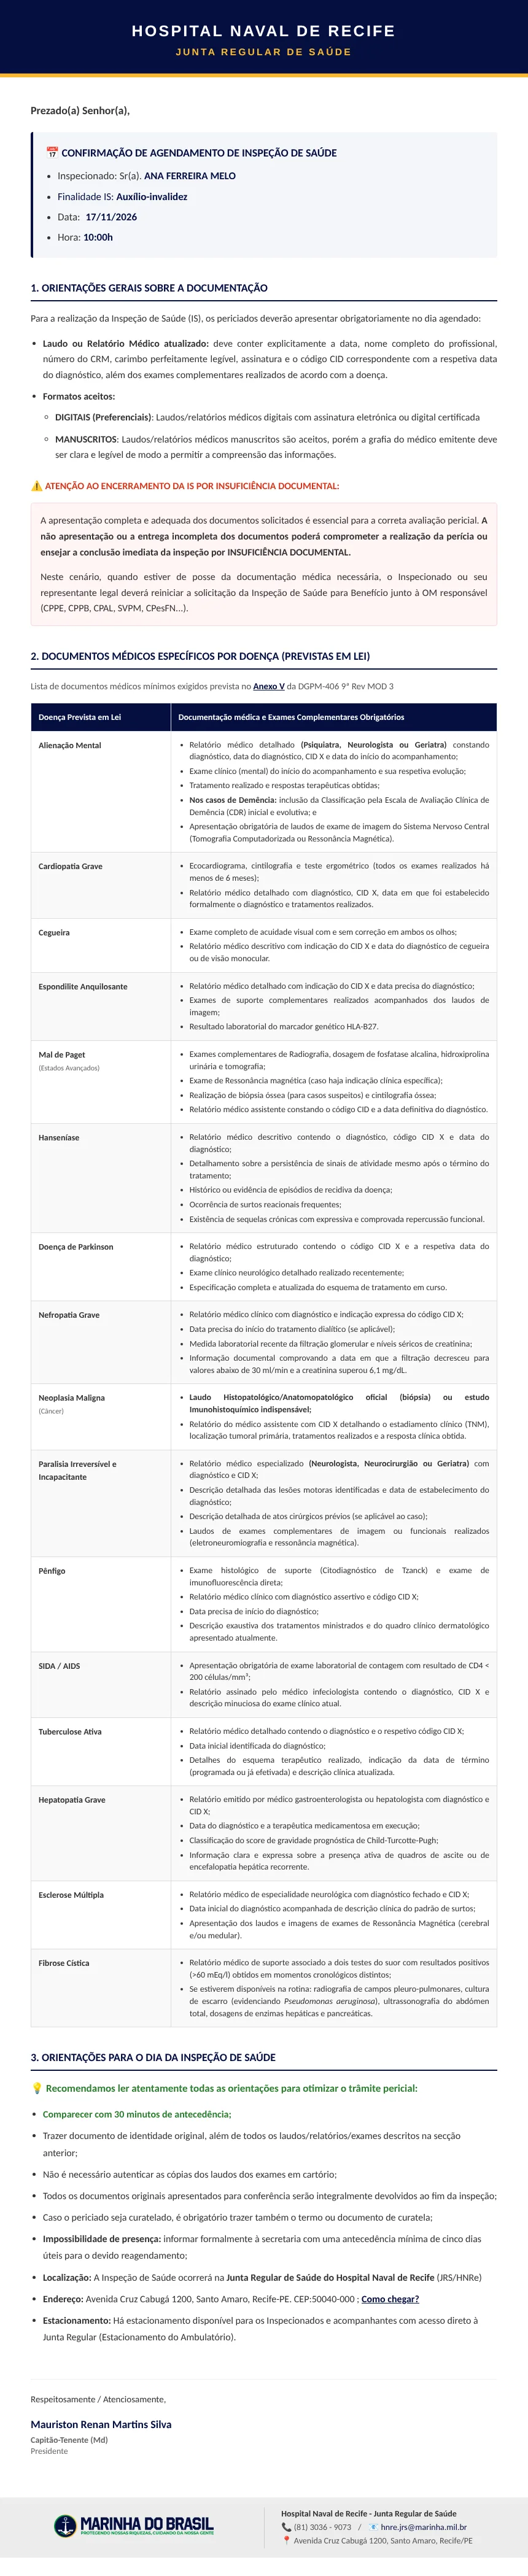 HOSPITAL NAVAL DE RECIFE
JUNTA REGULAR DE SAÚDE
Prezado(a) Senhor(a),
📅 CONFIRMAÇÃO DE AGENDAMENTO DE INSPEÇÃO DE SAÚDE
• Inspecionado: Sr(a). ANA FERREIRA MELO
• Finalidade IS: Auxílio-invalidez
• Data: 17/11/2026
• Hora: 10:00h
1. ORIENTAÇÕES GERAIS SOBRE A DOCUMENTAÇÃO
Para a realização da Inspeção de Saúde (IS), os periciados deverão apresentar obrigatoriamente no dia agendado:
• Laudo ou Relatório Médico atualizado: deve conter explicitamente a data, nome completo do profissional,
número do CRM, carimbo perfeitamente legível, assinatura e o código CID correspondente com a respetiva data
do diagnóstico, além dos exames complementares realizados de acordo com a doença.
• Formatos aceitos:
◦ DIGITAIS (Preferenciais): Laudos/relatórios médicos digitais com assinatura eletrônica ou digital certificada
◦ MANUSCRITOS: Laudos/relatórios médicos manuscritos são aceitos, porém a grafia do médico emitente deve
ser clara e legível de modo a permitir a compreensão das informações.
⚠️ ATENÇÃO AO ENCERRAMENTO DA IS POR INSUFICIÊNCIA DOCUMENTAL:
A apresentação completa e adequada dos documentos solicitados é essencial para a correta avaliação pericial. A
não apresentação ou a entrega incompleta dos documentos poderá comprometer a realização da perícia ou
ensejar a conclusão imediata da inspeção por INSUFICIÊNCIA DOCUMENTAL.
Neste cenário, quando estiver de posse da documentação médica necessária, o Inspecionado ou seu
representante legal deverá reiniciar a solicitação da Inspeção de Saúde para Benefício junto à OM responsável
(CPPE, CPPB, CPAL, SVPM, CPesFN...).
2. DOCUMENTOS MÉDICOS ESPECÍFICOS POR DOENÇA (PREVISTAS EM LEI)
Lista de documentos médicos mínimos exigidos prevista no Anexo V da DGPM-406 9ª Rev MOD 3
Doença Prevista em Lei
Documentação médica e Exames Complementares Obrigatórios
Alienação Mental
• Relatório médico detalhado (Psiquiatra, Neurologista ou Geriatra) constando
diagnóstico, data do diagnóstico, CID X e data do início do acompanhamento;
• Exame clínico (mental) do início do acompanhamento e sua respetiva evolução;
• Tratamento realizado e respostas terapêuticas obtidas;
• Nos casos de Demência: inclusão da Classificação pela Escala de Avaliação Clínica de
Demência (CDR) inicial e evolutiva; e
• Apresentação obrigatória de laudos de exame de imagem do Sistema Nervoso Central
(Tomografia Computadorizada ou Ressonância Magnética).
Cardiopatia Grave
• Ecocardiograma, cintilografia e teste ergométrico (todos os exames realizados há
menos de 6 meses);
• Relatório médico detalhado com diagnóstico, CID X, data em que foi estabelecido
formalmente o diagnóstico e tratamentos realizados.
Cegueira
• Exame completo de acuidade visual com e sem correção em ambos os olhos;
• Relatório médico descritivo com indicação do CID X e data do diagnóstico de cegueira
ou de visão monocular.
Espondilite Anquilosante
• Relatório médico detalhado com indicação do CID X e data precisa do diagnóstico;
• Exames de suporte complementares realizados acompanhados dos laudos de
imagem;
• Resultado laboratorial do marcador genético HLA-B27.
Mal de Paget
(Estados Avançados)
• Exames complementares de Radiografia, dosagem de fosfatase alcalina, hidroxiprolina
urinária e tomografia;
• Exame de Ressonância magnética (caso haja indicação clínica específica);
• Realização de biópsia óssea (para casos suspeitos) e cintilografia óssea;
• Relatório médico assistente constando o código CID e a data definitiva do diagnóstico.
Hanseníase
• Relatório médico descritivo contendo o diagnóstico, código CID X e data do
diagnóstico;
• Detalhamento sobre a persistência de sinais de atividade mesmo após o término do
tratamento;
• Histórico ou evidência de episódios de recidiva da doença;
• Ocorrência de surtos reacionais frequentes;
• Existência de sequelas crónicas com expressiva e comprovada repercussão funcional.
Doença de Parkinson
• Relatório médico estruturado contendo o código CID X e a respetiva data do
diagnóstico;
• Exame clínico neurológico detalhado realizado recentemente;
• Especificação completa e atualizada do esquema de tratamento em curso.
Nefropatia Grave
• Relatório médico clínico com diagnóstico e indicação expressa do código CID X;
• Data precisa do início do tratamento dialítico (se aplicável);
• Medida laboratorial recente da filtração glomerular e níveis séricos de creatinina;
• Informação documental comprovando a data em que a filtração decresceu para
valores abaixo de 30 ml/min e a creatinina superou 6,1 mg/dL.
Neoplasia Maligna
(Câncer)
• Laudo Histopatológico/Anatomopatológico oficial (biópsia) ou estudo
Imunohistoquímico indispensável;
• Relatório do médico assistente com CID X detalhando o estadiamento clínico (TNM),
localização tumoral primária, tratamentos realizados e a resposta clínica obtida.
Paralisia Irreversível e
Incapacitante
• Relatório médico especializado (Neurologista, Neurocirurgião ou Geriatra) com
diagnóstico e CID X;
• Descrição detalhada das lesões motoras identificadas e data de estabelecimento do
diagnóstico;
• Descrição detalhada de atos cirúrgicos prévios (se aplicável ao caso);
• Laudos de exames complementares de imagem ou funcionais realizados
(eletroneuromiografia e ressonância magnética).
Pênfigo
• Exame histológico de suporte (Citodiagnóstico de Tzanck) e exame de
imunofluorescência direta;
• Relatório médico clínico com diagnóstico assertivo e código CID X;
• Data precisa de início do diagnóstico;
• Descrição exaustiva dos tratamentos ministrados e do quadro clínico dermatológico
apresentado atualmente.
SIDA / AIDS
• Apresentação obrigatória de exame laboratorial de contagem com resultado de CD4 <
200 células/mm³;
• Relatório assinado pelo médico infeciologista contendo o diagnóstico, CID X e
descrição minuciosa do exame clínico atual.
Tuberculose Ativa
• Relatório médico detalhado contendo o diagnóstico e o respetivo código CID X;
• Data inicial identificada do diagnóstico;
• Detalhes do esquema terapêutico realizado, indicação da data de término
(programada ou já efetivada) e descrição clínica atualizada.
Hepatopatia Grave
• Relatório emitido por médico gastroenterologista ou hepatologista com diagnóstico e
CID X;
• Data do diagnóstico e a terapêutica medicamentosa em execução;
• Classificação do score de gravidade prognóstica de Child-Turcotte-Pugh;
• Informação clara e expressa sobre a presença ativa de quadros de ascite ou de
encefalopatia hepática recorrente.
Esclerose Múltipla
• Relatório médico de especialidade neurológica com diagnóstico fechado e CID X;
• Data inicial do diagnóstico acompanhada de descrição clínica do padrão de surtos;
• Apresentação dos laudos e imagens de exames de Ressonância Magnética (cerebral
e/ou medular).
Fibrose Cística
• Relatório médico de suporte associado a dois testes do suor com resultados positivos
(>60 mEq/l) obtidos em momentos cronológicos distintos;
• Se estiverem disponíveis na rotina: radiografia de campos pleuro-pulmonares, cultura
de escarro (evidenciando Pseudomonas aeruginosa), ultrassonografia do abdómen
total, dosagens de enzimas hepáticas e pancreáticas.
3. ORIENTAÇÕES PARA O DIA DA INSPEÇÃO DE SAÚDE
💡 Recomendamos ler atentamente todas as orientações para otimizar o trâmite pericial:
• Comparecer com 30 minutos de antecedência;
• Trazer documento de identidade original, além de todos os laudos/relatórios/exames descritos na secção
anterior;
• Não é necessário autenticar as cópias dos laudos dos exames em cartório;
• Todos os documentos originais apresentados para conferência serão integralmente devolvidos ao fim da inspeção;
• Caso o periciado seja curatelado, é obrigatório trazer também o termo ou documento de curatela;
• Impossibilidade de presença: informar formalmente à secretaria com uma antecedência mínima de cinco dias
úteis para o devido reagendamento;
• Localização: A Inspeção de Saúde ocorrerá na Junta Regular de Saúde do Hospital Naval de Recife (JRS/HNRe)
• Endereço: Avenida Cruz Cabugá 1200, Santo Amaro, Recife-PE. CEP:50040-000 ; Como chegar?
• Estacionamento: Há estacionamento disponível para os Inspecionados e acompanhantes com acesso direto à
Junta Regular (Estacionamento do Ambulatório).
Respeitosamente / Atenciosamente,
Mauriston Renan Martins Silva
Capitão-Tenente (Md)
Presidente
MARINHA DO BRASIL
PROTEGENDO NOSSAS RIQUEZAS, CUIDANDO DA NOSSA GENTE
Hospital Naval de Recife - Junta Regular de Saúde
📞 (81) 3036 - 9073 / 📧 hnre.jrs@marinha.mil.br
📍 Avenida Cruz Cabugá 1200, Santo Amaro, Recife/PE